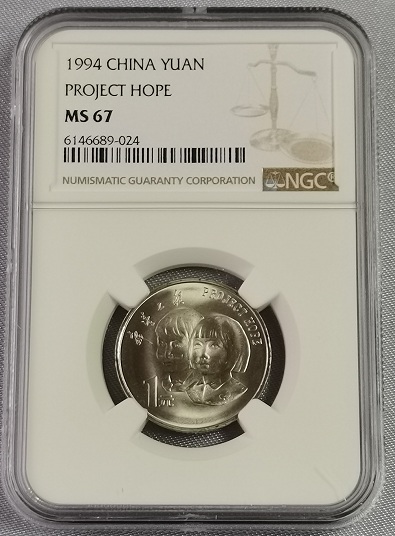 1994 CHINA YUAN
PROJECT HOPE
MS 67
6146689-024
NUMISMATIC GUARANTY CORPORATION
NGC®
PROJECT HOPE
1